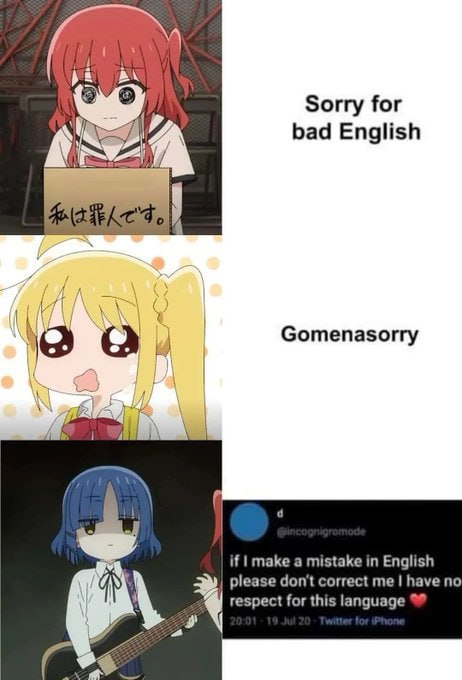 Sorry for
bad English
私は罪人です。
Gomenasorry
d
@incognigromode
if I make a mistake in English
please don't correct me I have no
respect for this language ❤️
20:01 · 19 Jul 20 · Twitter for iPhone